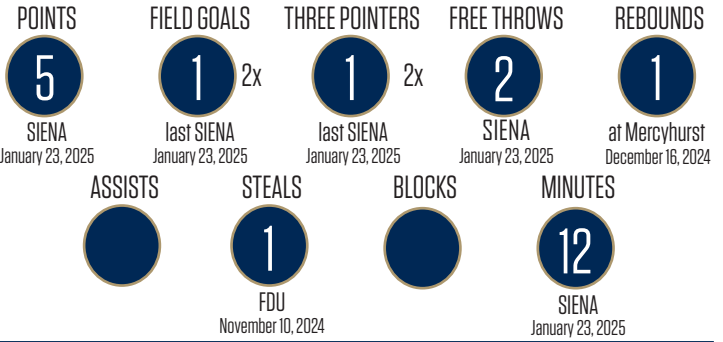 POINTS FIELD GOALS THREE POINTERS FREE THROWS REBOUNDS
5 1 2x 1 2x 2 1
SIENA last SIENA last SIENA SIENA at Mercyhurst
January 23, 2025 January 23, 2025 January 23, 2025 January 23, 2025 December 16, 2024
ASSISTS STEALS BLOCKS MINUTES
1 12
FDU SIENA
November 10, 2024 January 23, 2025